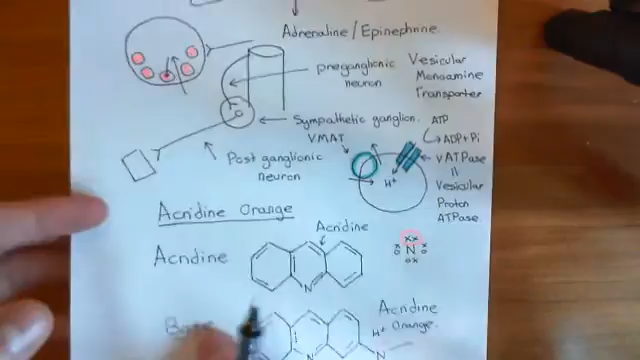 Adrenaline/Epinephrine
preganglionic
neuron
Vesicular
Monoamine
Transporter
Sympathetic ganglion.
VMAT
ATP
ADP+Pi
vATPase
=
Vesicular
Proton
ATPase
H+
Post ganglionic
neuron
Acridine Orange
Acridine
Acridine
N
N
Acridine
Orange.
H+
N
N